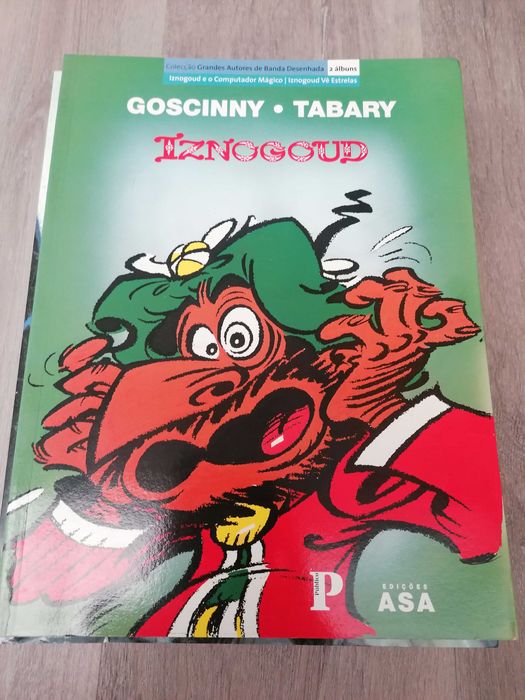 Colecção Grandes Autores de Banda Desenhada 2 álbuns
Iznogoud e o Computador Mágico | Iznogoud Vê Estrelas
GOSCINNY • TABARY
IZNOGOUD
Público
P
EDIÇÕES
ASA